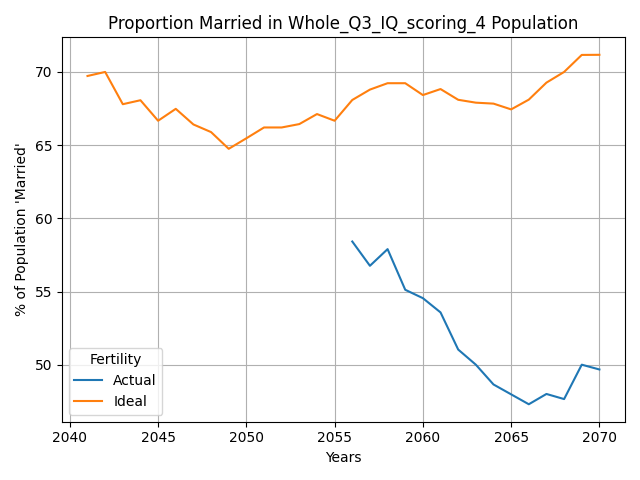 Proportion Married in Whole_Q3_IQ_scoring_4 Population
% of Population 'Married'
70
65
60
55
50
Fertility
Actual
Ideal
2040 2045 2050 2055 2060 2065 2070
Years